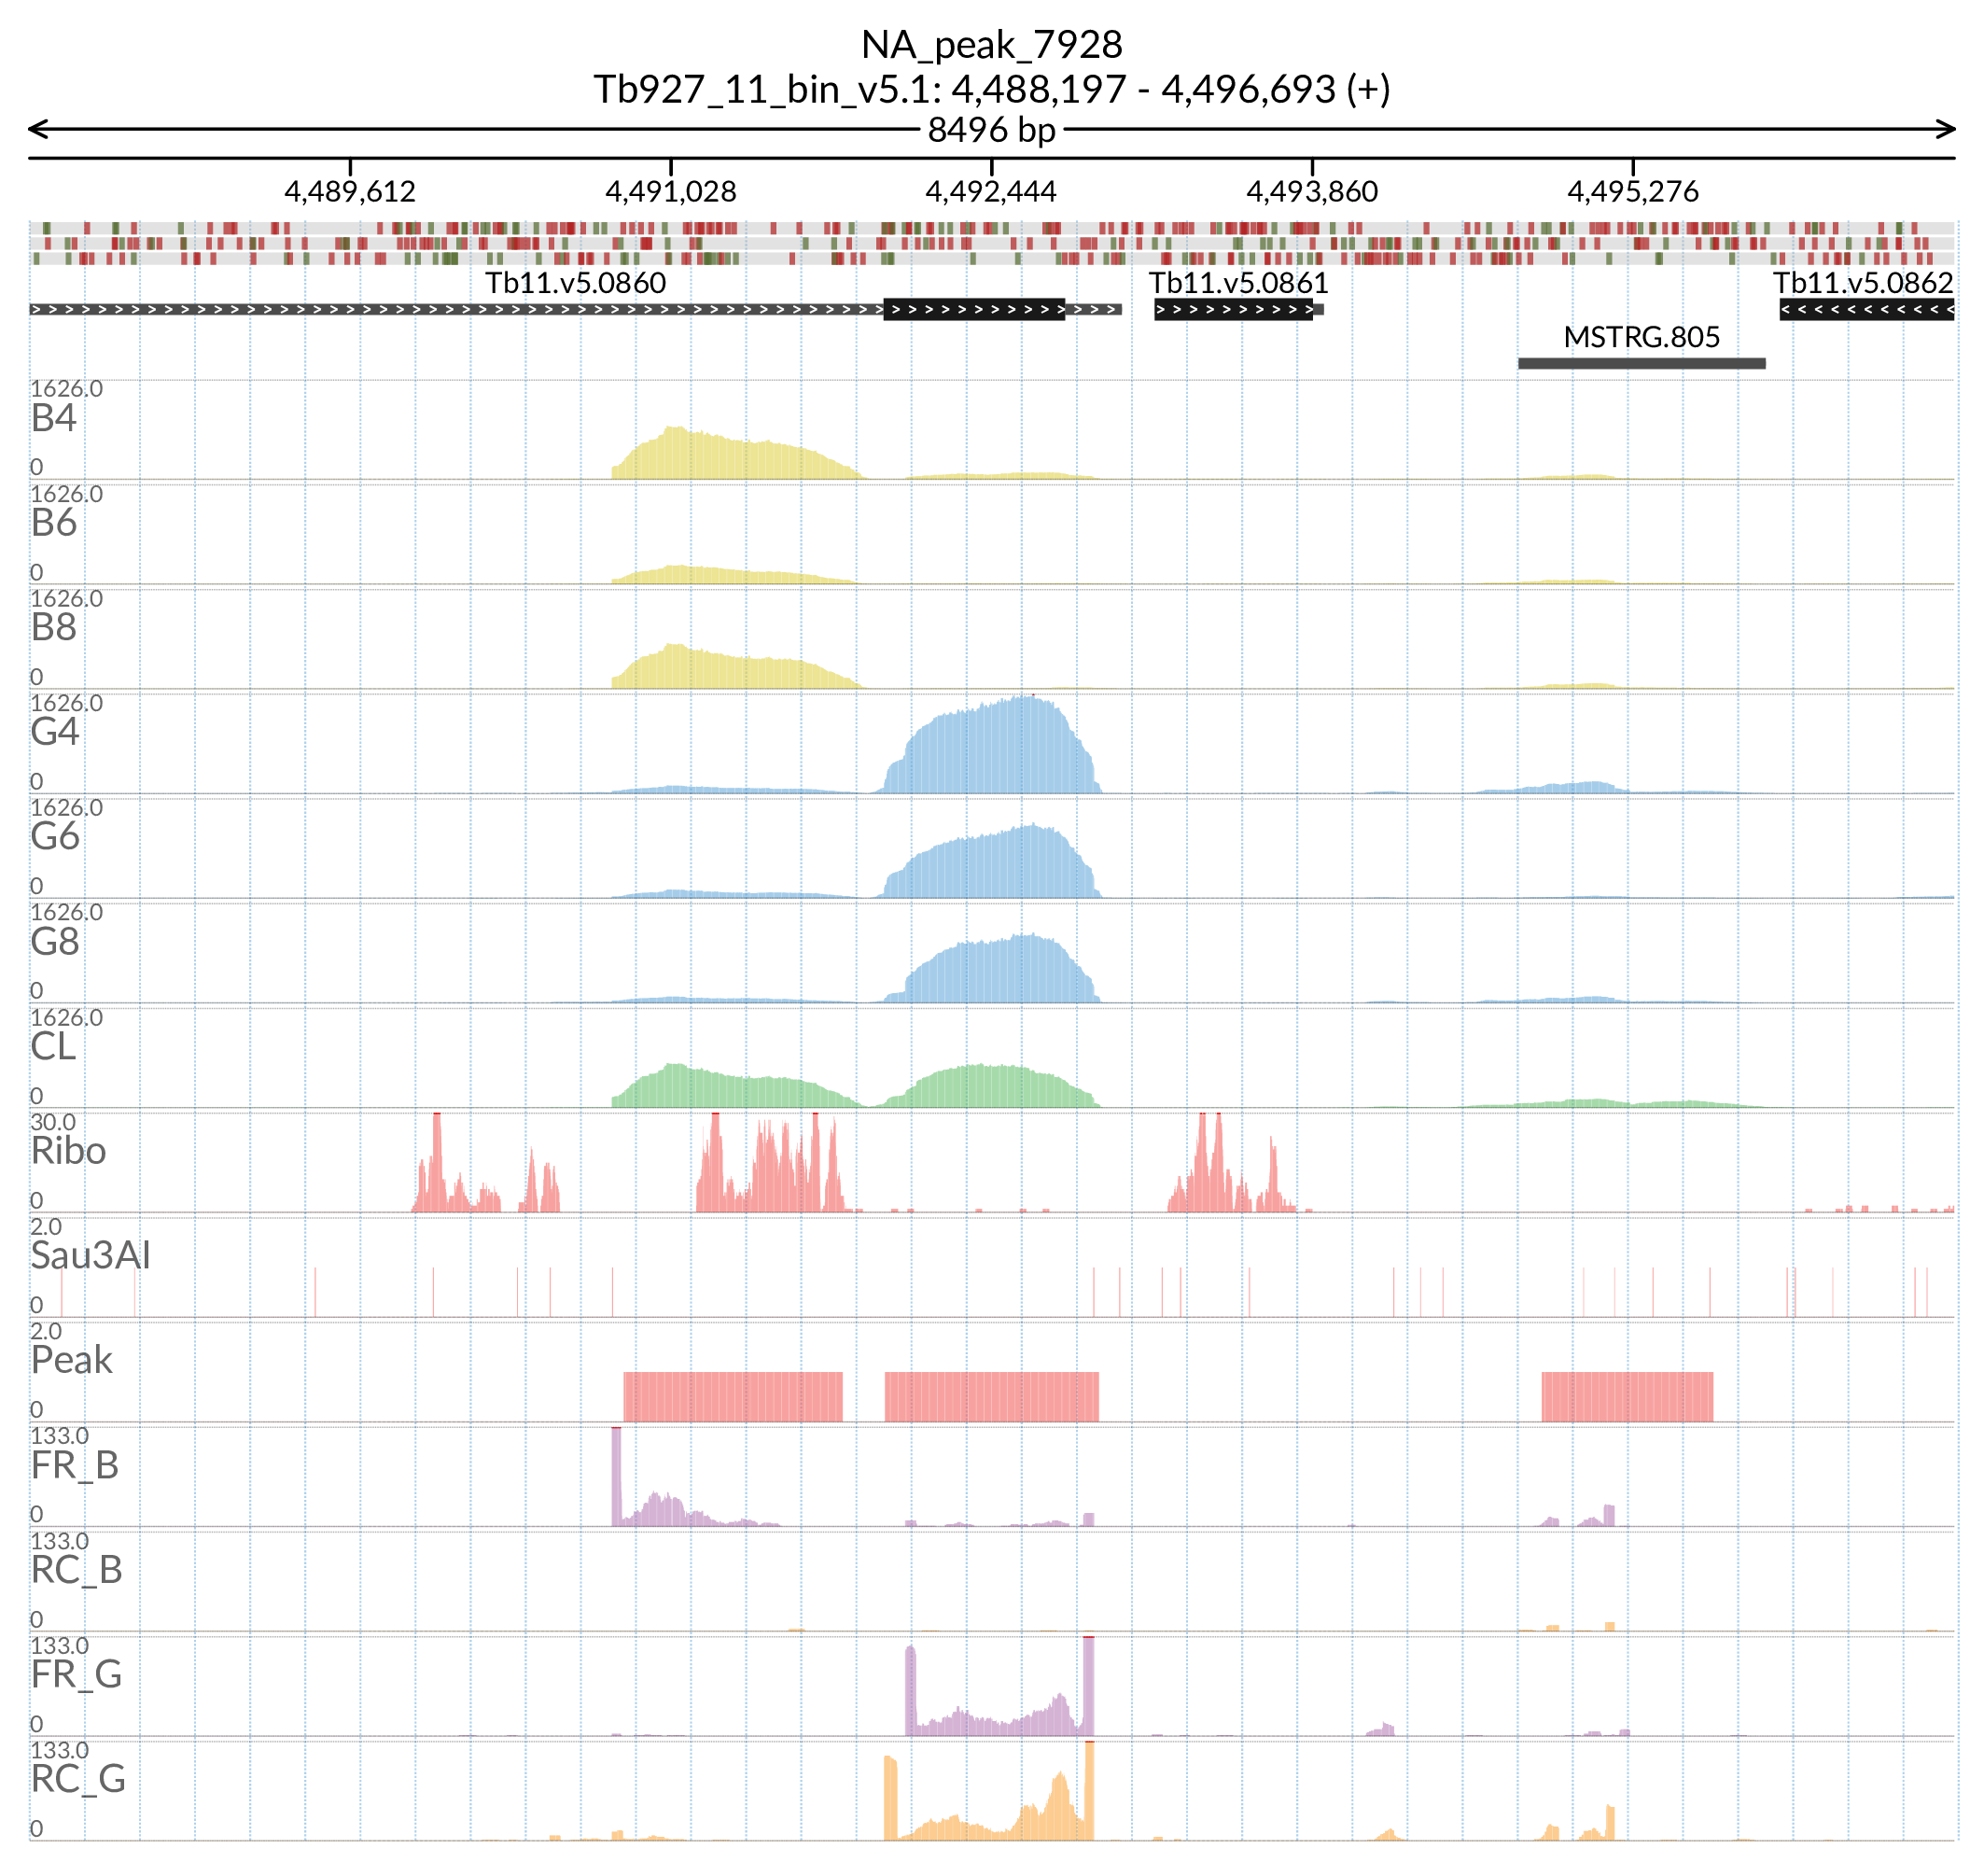 NA_peak_7928
Tb927_11_bin_v5.1: 4,488,197 - 4,496,693 (+)
8496 bp
4,489,612 4,491,028 4,492,444 4,493,860 4,495,276
Tb11.v5.0860 Tb11.v5.0861 Tb11.v5.0862
MSTRG.805
1626.0
B4
0
1626.0
B6
0
1626.0
B8
0
1626.0
G4
0
1626.0
G6
0
1626.0
G8
0
1626.0
CL
0
30.0
Ribo
0
2.0
Sau3AI
0
2.0
Peak
0
133.0
FR_B
0
133.0
RC_B
0
133.0
FR_G
0
133.0
RC_G
0